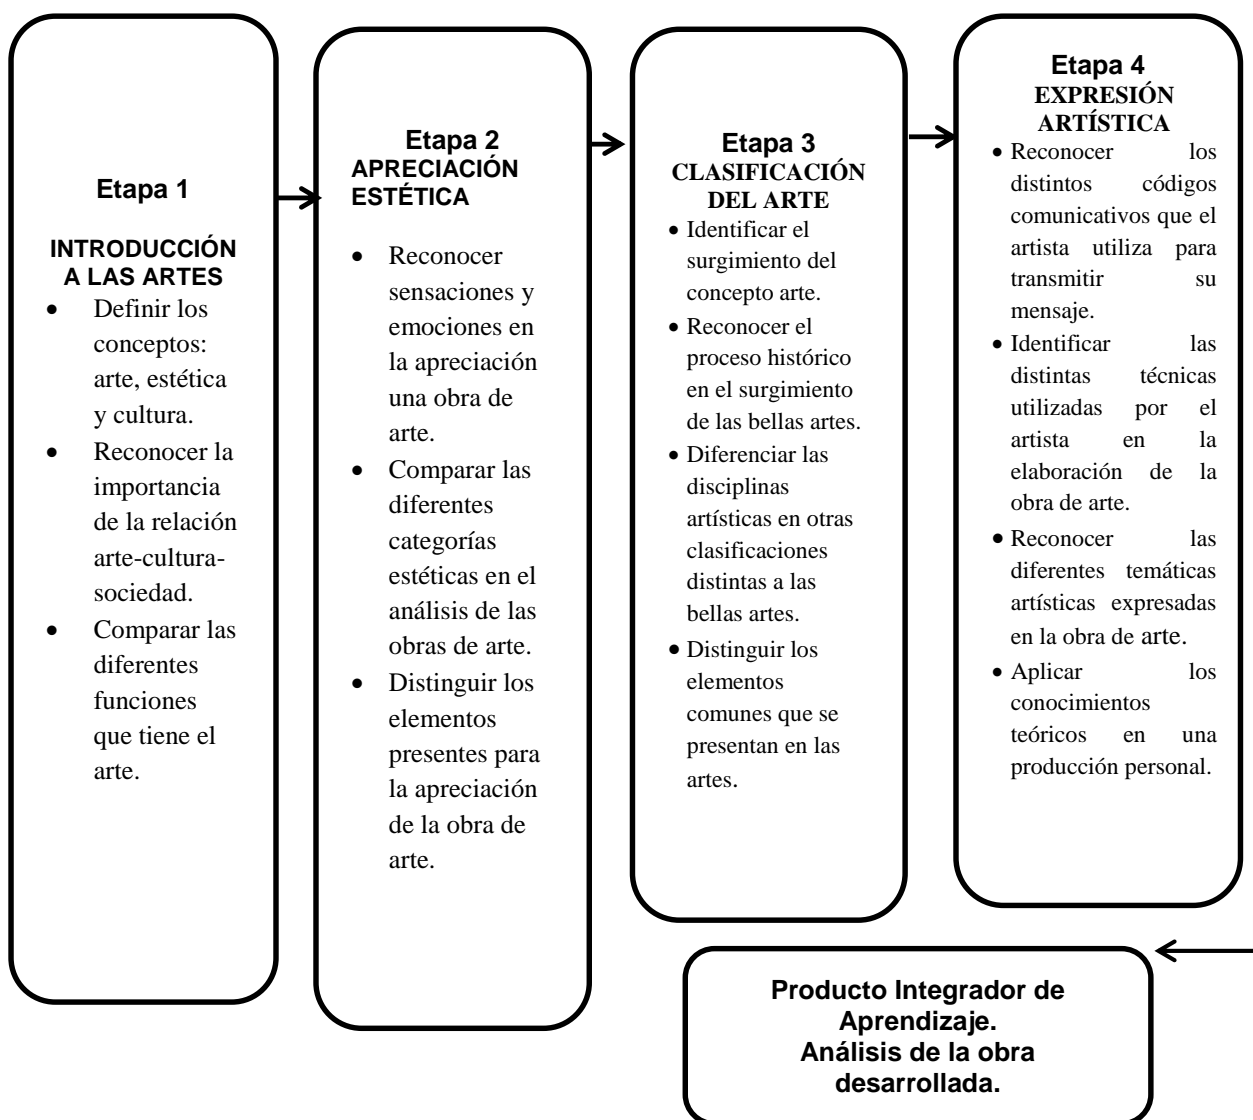 Etapa 1
INTRODUCCIÓN
A LAS ARTES
• Definir los
conceptos:
arte, estética
y cultura.
• Reconocer la
importancia
de la relación
arte-cultura-
sociedad.
• Comparar las
diferentes
funciones
que tiene el
arte.
Etapa 2
APRECIACIÓN
ESTÉTICA
• Reconocer
sensaciones y
emociones en
la apreciación
una obra de
arte.
• Comparar las
diferentes
categorías
estéticas en el
análisis de las
obras de arte.
• Distinguir los
elementos
presentes para
la apreciación
de la obra de
arte.
Etapa 3
CLASIFICACIÓN
DEL ARTE
• Identificar el
surgimiento del
concepto arte.
• Reconocer el
proceso histórico
en el surgimiento
de las bellas artes.
• Diferenciar las
disciplinas
artísticas en otras
clasificaciones
distintas a las
bellas artes.
• Distinguir los
elementos
comunes que se
presentan en las
artes.
Etapa 4
EXPRESIÓN
ARTÍSTICA
• Reconocer los
distintos códigos
comunicativos que el
artista utiliza para
transmitir su
mensaje.
• Identificar las
distintas técnicas
utilizadas por el
artista en la
elaboración de la
obra de arte.
• Reconocer las
diferentes temáticas
artísticas expresadas
en la obra de arte.
• Aplicar los
conocimientos
teóricos en una
producción personal.
Producto Integrador de
Aprendizaje.
Análisis de la obra
desarrollada.